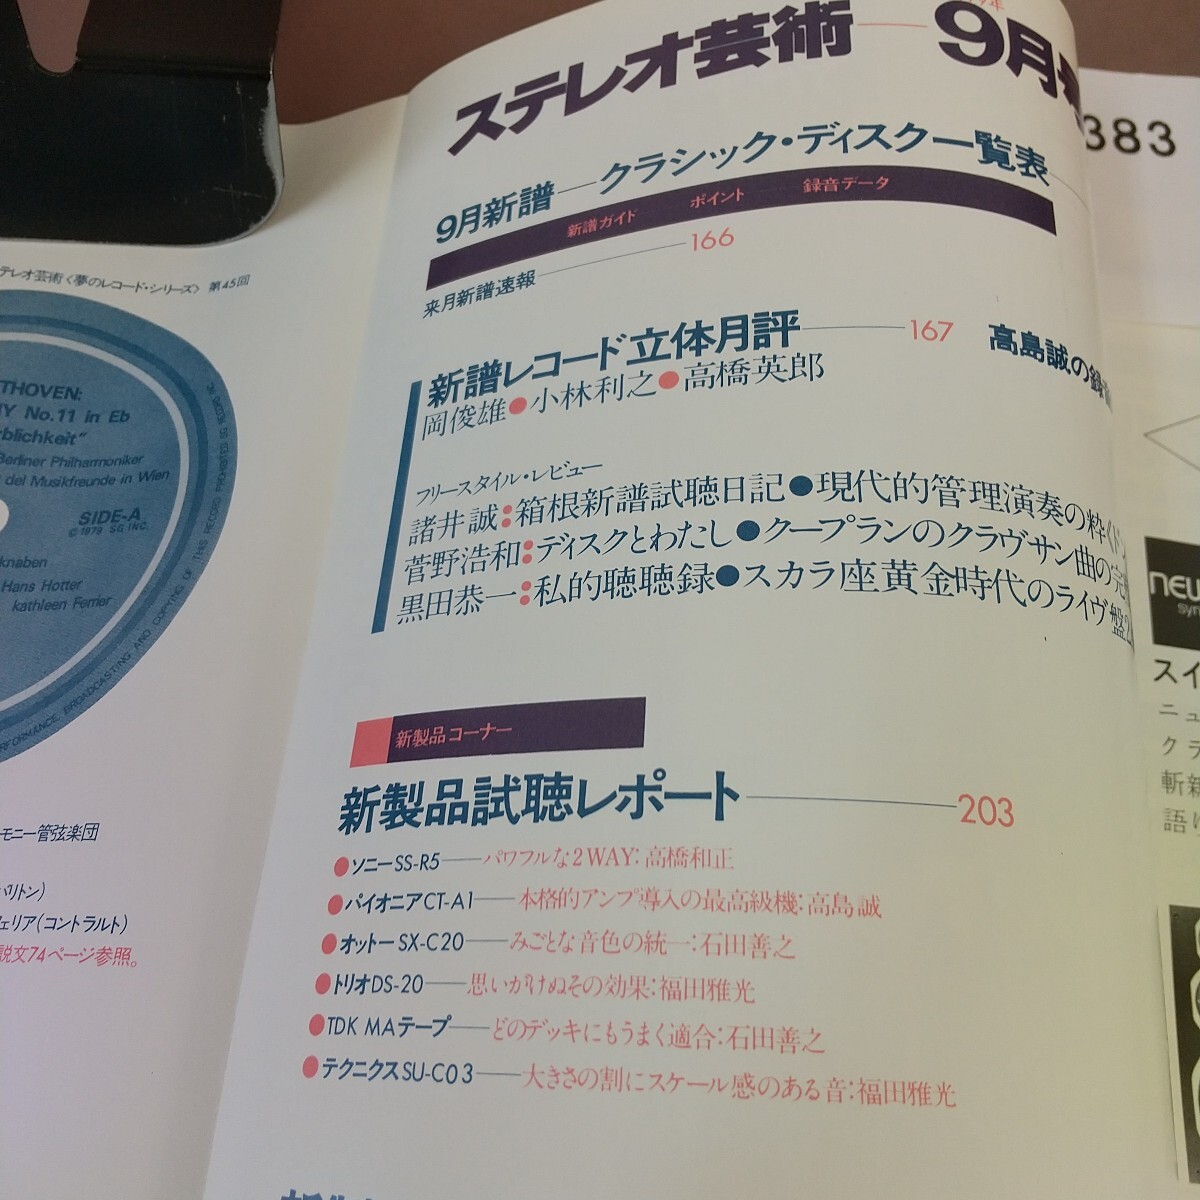 ステレオ芸術 9月
383
9月新譜 クラシック・ディスク一覧表
新譜ガイド ポイント 録音データ
来月新譜速報 166
新譜レコード立体月評 167
岡俊雄●小林利之●高橋英郎
高島誠の録
フリースタイル・レビュー
諸井誠:箱根新譜試聴日記●現代的管理演奏の粋
菅野浩和:ディスクとわたし●クープランのクラヴサン曲の完
黒田恭一:私的聴聴録●スカラ座黄金時代のライヴ盤
新製品コーナー
新製品試聴レポート 203
●ソニーSS-R5――パワフルな2WAY:高橋和正
●パイオニアCT-A1――本格的アンプ導入の最高級機:高島誠
●オットーSX-C20――みごとな音色の統一:石田善之
●トリオDS-20――思いがけぬその効果:福田雅光
●TDK MAテープ――どのデッキにもうまく適合:石田善之
●テクニクスSU-C03――大きさの割にスケール感のある音:福田雅光
テレオ芸術〈夢のレコード・シリーズ〉 第45回
THOVEN:
No.11 in Eb
rblichkeit"
Berliner Philharmoniker
der Musikfreunde in Wien
SIDE-A
©1979 SG INC.
knaben
Hans Hotter
kathleen Ferrier
PERFORMANCE, BROADCASTING AND COPYING OF THIS RECORD PROHIBITED
モニー管弦楽団
バリトン)
ェリア(コントラルト)
説文74ページ参照。
スイ
ニュ
クラ
斬新
語